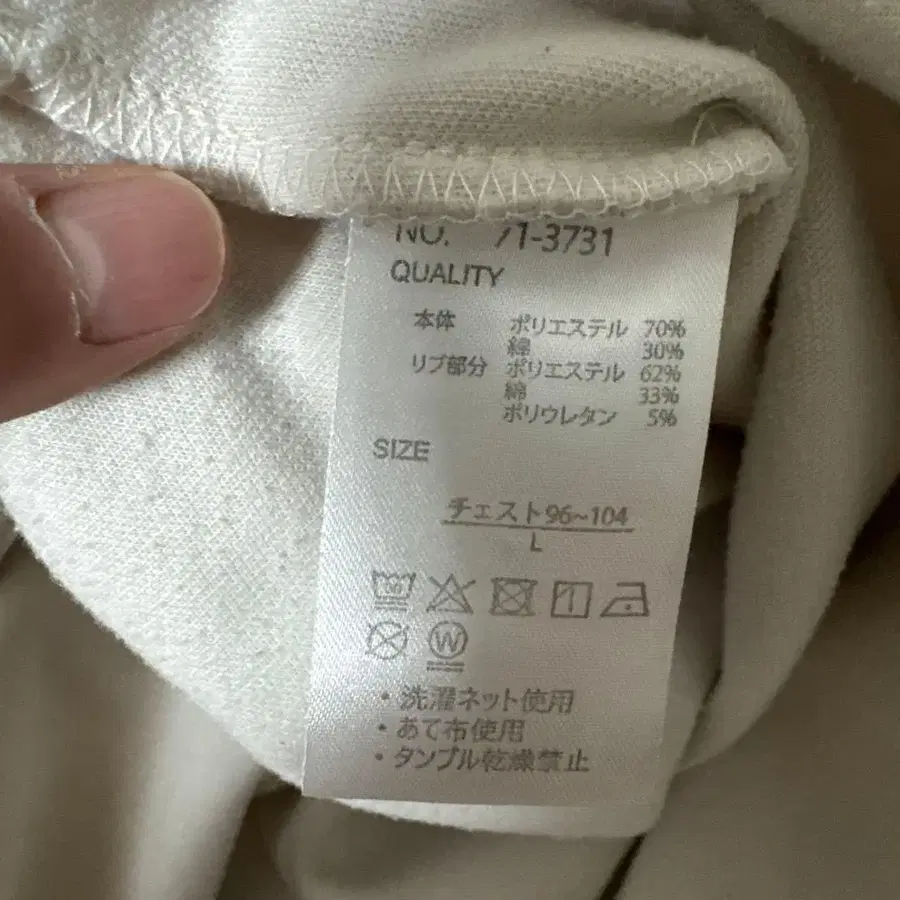 NO. 71-3731
QUALITY
本体 ポリエステル 70%
綿 30%
リブ部分 ポリエステル 62%
綿 33%
ポリウレタン 5%
SIZE
チェスト96~104
L
W
・洗濯ネット使用
・あて布使用
・タンブル乾燥禁止